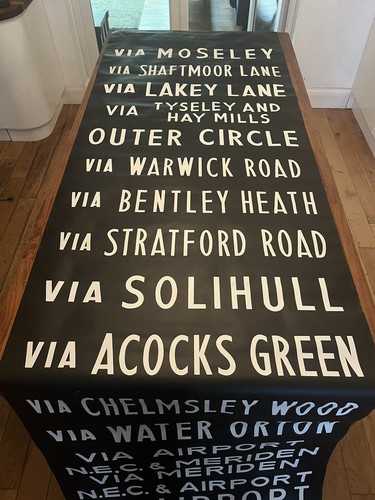 VIA MOSELEY
VIA SHAFTMOOR LANE
VIA LAKEY LANE
VIA TYSELEY AND
HAY MILLS
OUTER CIRCLE
VIA WARWICK ROAD
VIA BENTLEY HEATH
VIA STRATFORD ROAD
VIA SOLIHULL
VIA ACOCKS GREEN
VIA CHELMSLEY WOOD
VIA WATER ORTON
VIA AIRPORT
N.E.C. & MERIDEN
VIA MERIDEN
N.E.C. & AIRPORT
AIRPORT